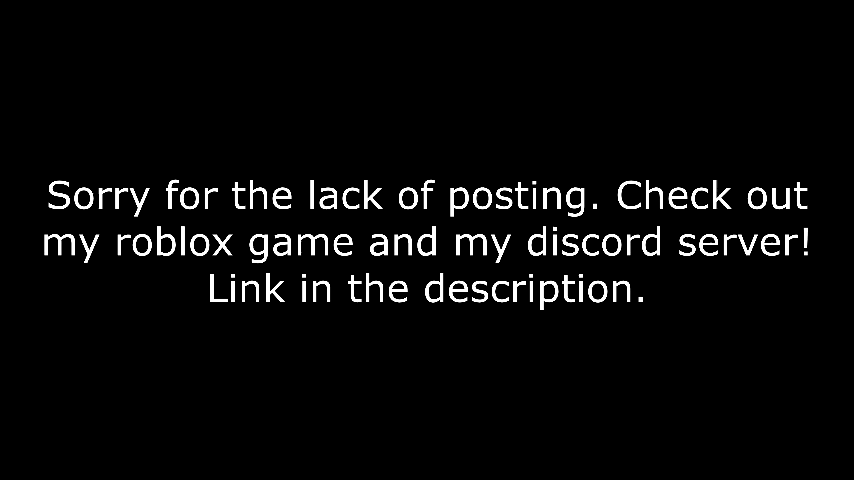 Sorry for the lack of posting. Check out
my roblox game and my discord server!
Link in the description.